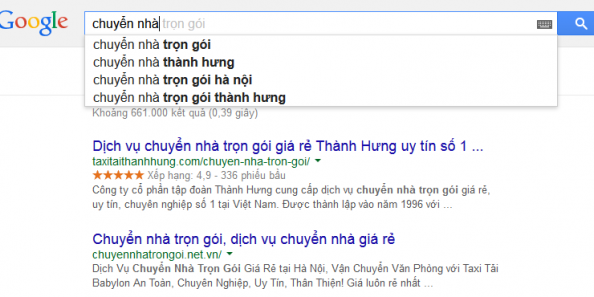 Google
chuyển nhà trọn gói
chuyển nhà trọn gói
chuyển nhà thành hưng
chuyển nhà trọn gói hà nội
chuyển nhà trọn gói thành hưng
Khoảng 661.000 kết quả (0,39 giây)
Dịch vụ chuyển nhà trọn gói giá rẻ Thành Hưng uy tín số 1 ...
taxitaithanhhung.com/chuyen-nha-tron-goi/
Xếp hạng: 4,9 - 336 phiếu bầu
Công ty cổ phần tập đoàn Thành Hưng cung cấp dịch vụ chuyển nhà trọn gói giá rẻ,
uy tín, chuyên nghiệp số 1 tại Việt Nam. Được thành lập vào năm 1996 với ...
Chuyển nhà trọn gói, dịch vụ chuyển nhà giá rẻ
chuyennhatrongoi.net.vn/
Dịch Vụ Chuyển Nhà Trọn Gói Giá Rẻ tại Hà Nội, Vận Chuyển Văn Phòng với Taxi Tải
Babylon An Toàn, Chuyên Nghiệp, Uy Tín, Thân Thiện! Giá luôn rẻ nhất ...